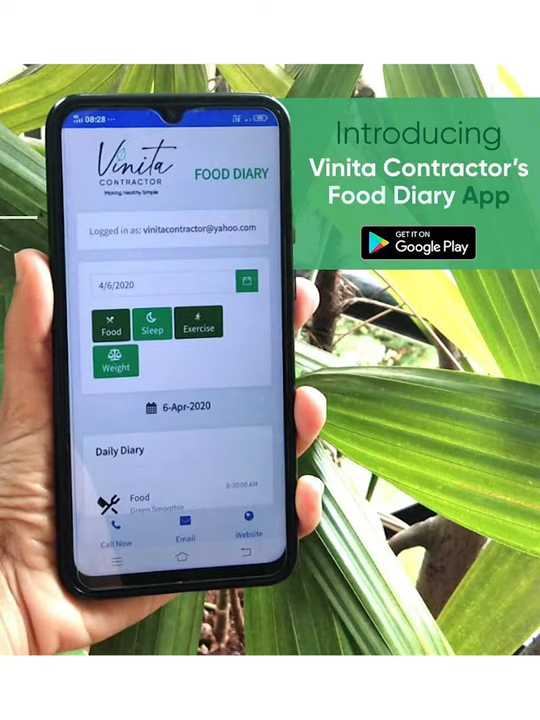 08:28
Vinita
CONTRACTOR
Making Healthy Simple
FOOD DIARY
Logged in as: vinitacontractor@yahoo.com
4/6/2020
Food
Sleep
Exercise
Weight
6-Apr-2020
Daily Diary
8:30:00 AM
Food
Green Smoothie
Call Now
Email
Website
Introducing
Vinita Contractor's
Food Diary App
GET IT ON
Google Play